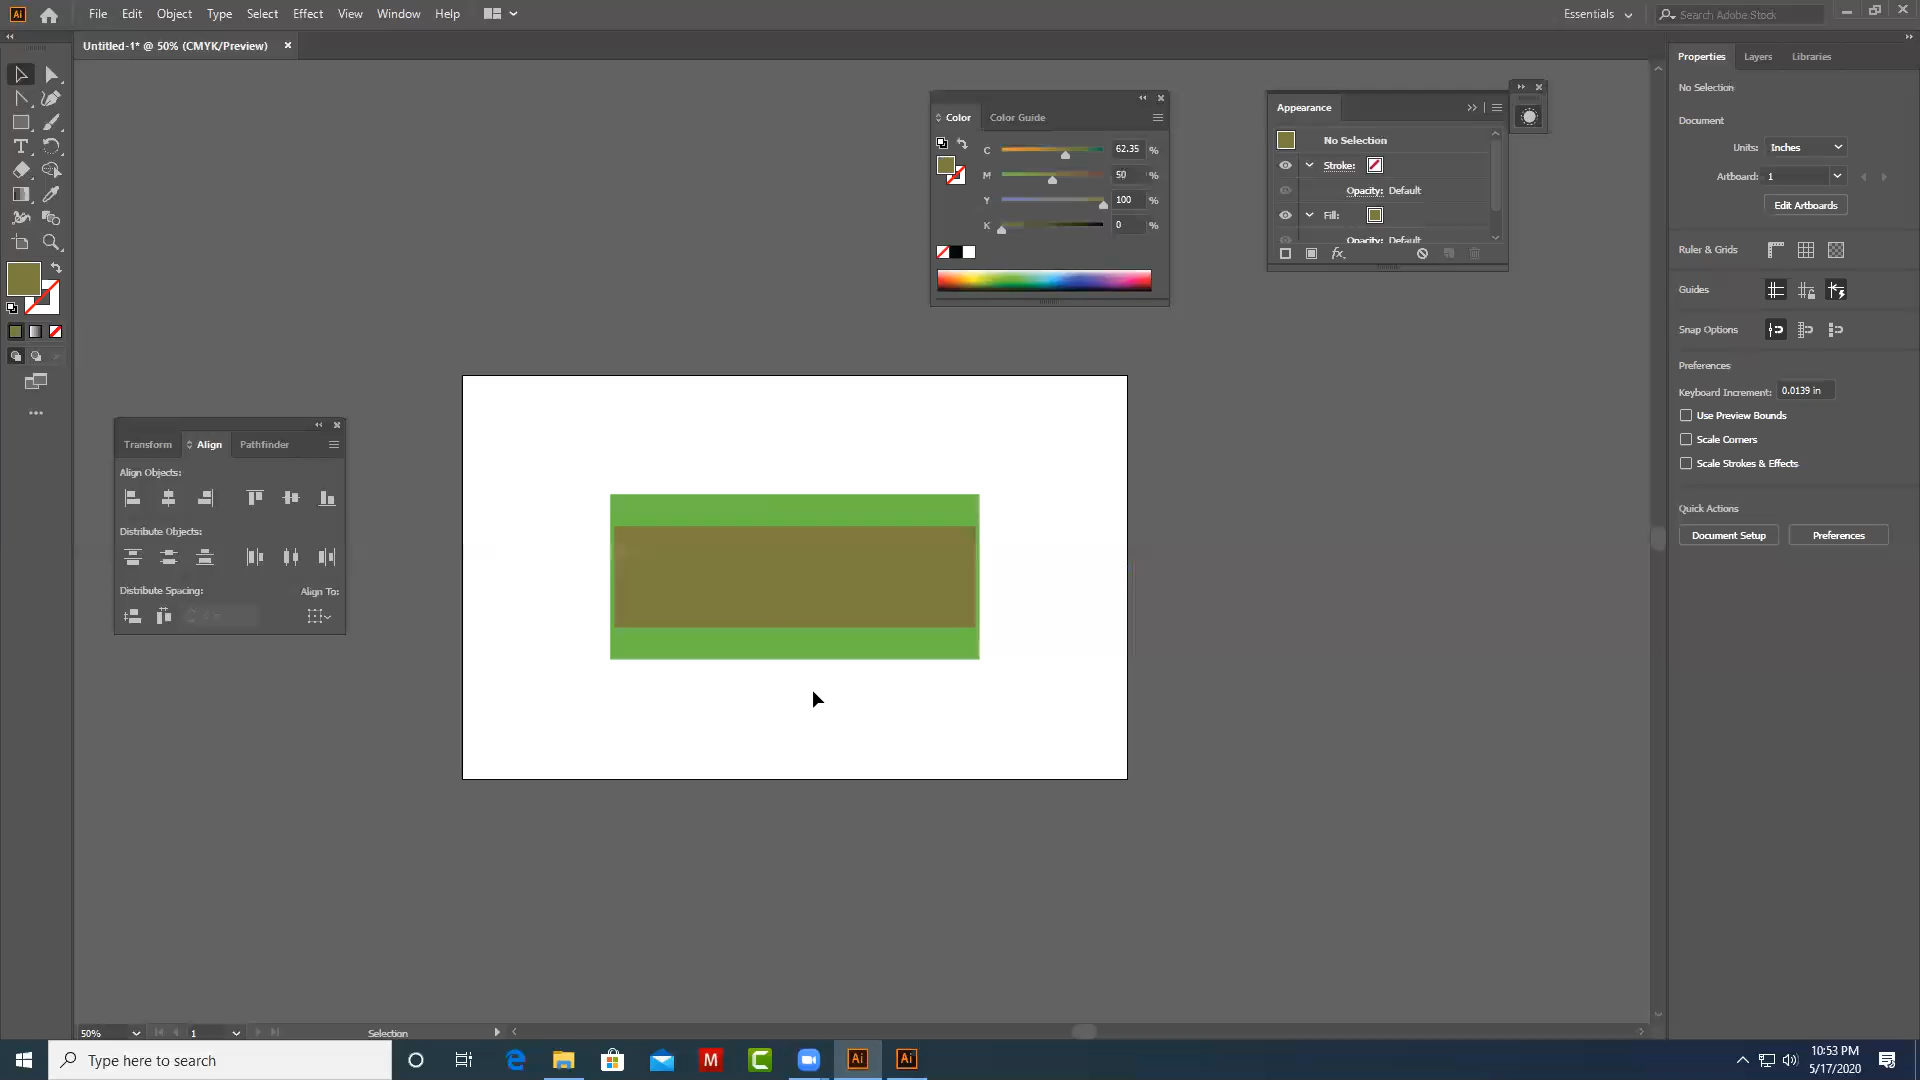 Ai File Edit Object Type Select Effect View Window Help Essentials Search Adobe Stock
Untitled-1* @ 50% (CMYK/Preview)
Properties Layers Libraries
No Selection
Document
Units: Inches
Artboard: 1
Edit Artboards
Ruler & Grids
Guides
Snap Options
Preferences
Keyboard Increment: 0.0139 in
Use Preview Bounds
Scale Corners
Scale Strokes & Effects
Quick Actions
Document Setup Preferences
Color Color Guide
C 62.35 %
M 50 %
Y 100 %
K 0 %
Appearance
No Selection
Stroke:
Opacity: Default
Fill:
Opacity: Default
fx
Transform Align Pathfinder
Align Objects:
Distribute Objects:
Distribute Spacing: Align To:
50% 1 Selection
Type here to search
M
C
Ai
Ai
10:53 PM
5/17/2020